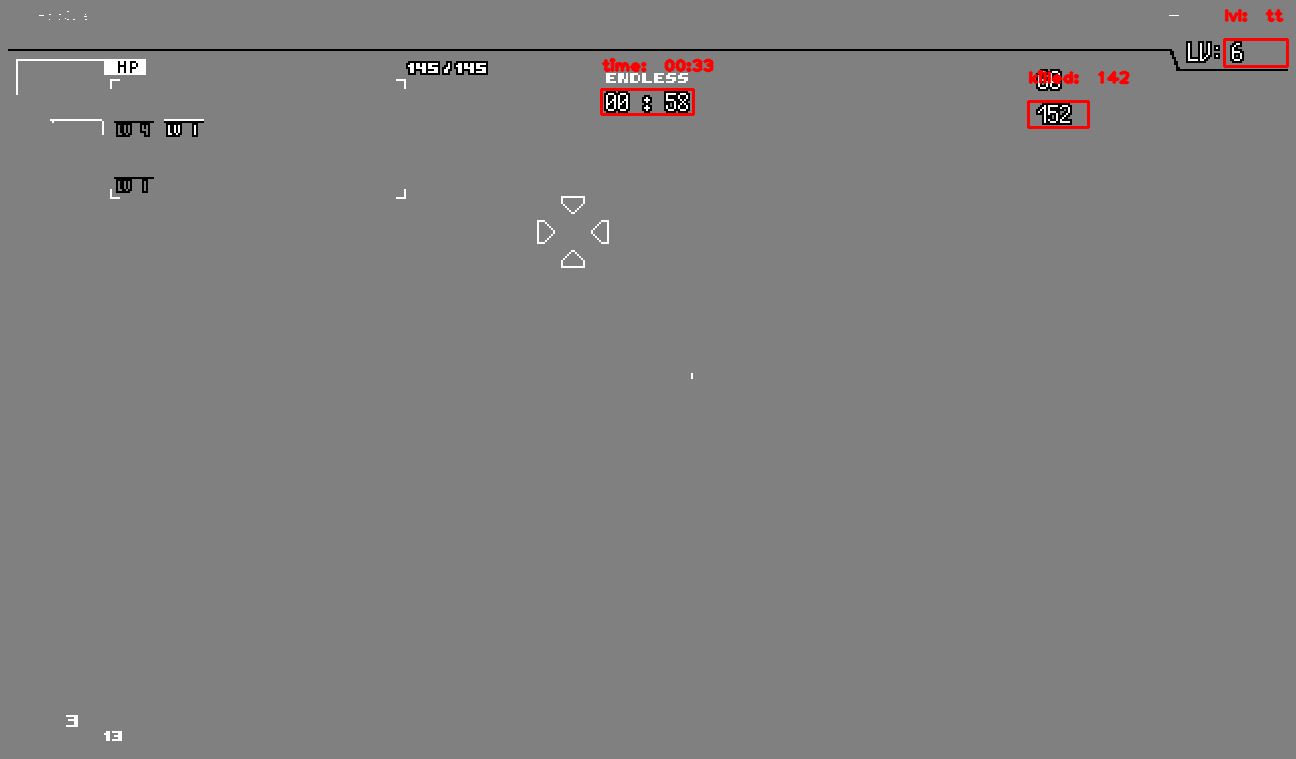 lvl: tt
LV: 6
HP 145/145
time: 00:33
ENDLESS
killed: 142
00 : 58
152
LV 4 LV 1
LV 1
3
13